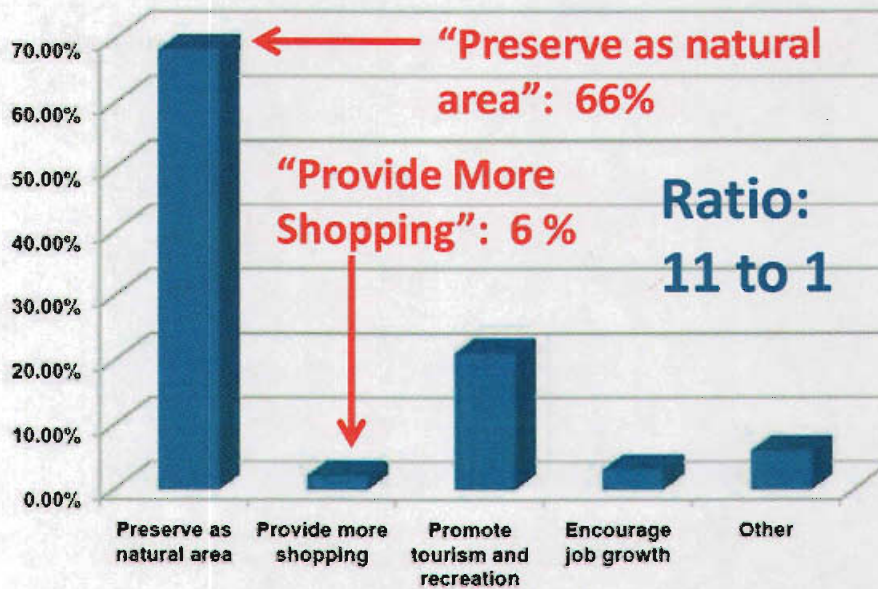 70.00%
60.00%
50.00%
40.00%
30.00%
20.00%
10.00%
0.00%
“Preserve as natural
area”: 66%
“Provide More
Shopping”: 6 %
Ratio:
11 to 1
Preserve as
natural area
Provide more
shopping
Promote
tourism and
recreation
Encourage
job growth
Other